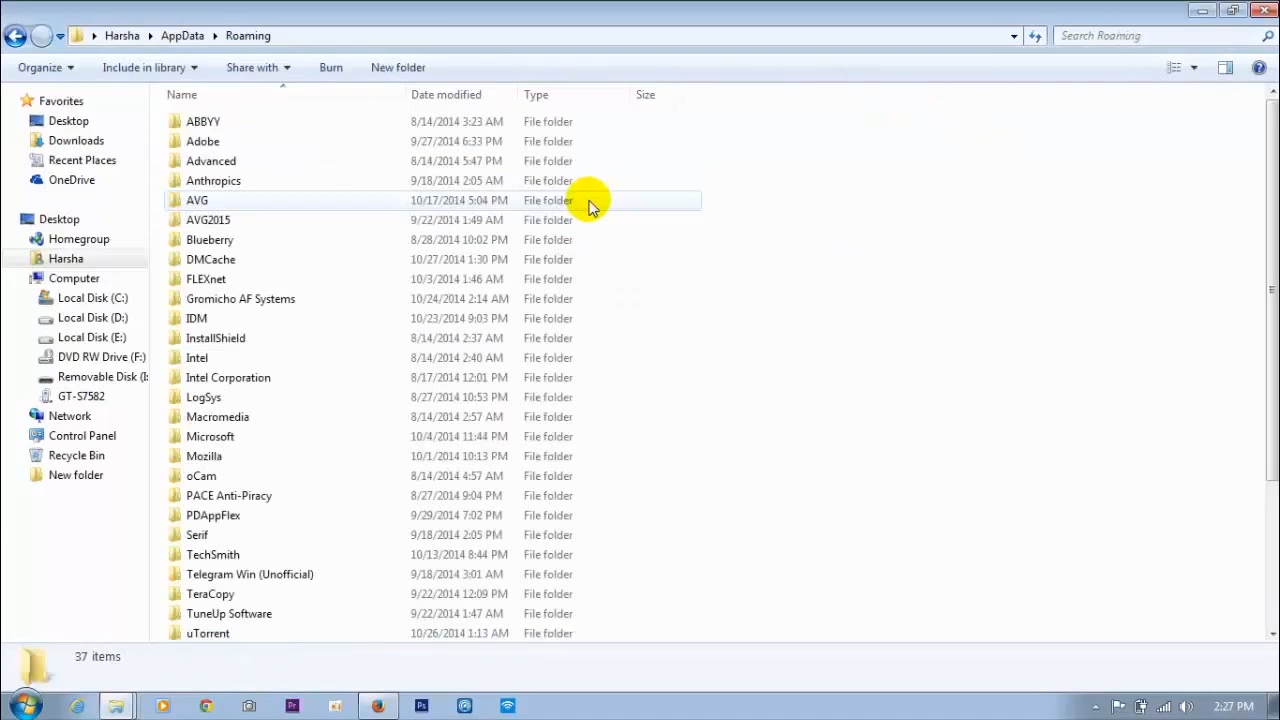 Harsha AppData Roaming Search Roaming
Organize Include in library Share with Burn New folder
Name Date modified Type Size
Favorites
Desktop
Downloads
Recent Places
OneDrive
Desktop
Homegroup
Harsha
Computer
Local Disk (C:)
Local Disk (D:)
Local Disk (E:)
DVD RW Drive (F:)
Removable Disk (I:
GT-S7582
Network
Control Panel
Recycle Bin
New folder
ABBYY 8/14/2014 3:23 AM File folder
Adobe 9/27/2014 6:33 PM File folder
Advanced 8/14/2014 5:47 PM File folder
Anthropics 9/18/2014 2:05 AM File folder
AVG 10/17/2014 5:04 PM File folder
AVG2015 9/22/2014 1:49 AM File folder
Blueberry 8/28/2014 10:02 PM File folder
DMCache 10/27/2014 1:30 PM File folder
FLEXnet 10/3/2014 1:46 AM File folder
Gromicho AF Systems 10/24/2014 2:14 AM File folder
IDM 10/23/2014 9:03 PM File folder
InstallShield 8/14/2014 2:37 AM File folder
Intel 8/14/2014 2:40 AM File folder
Intel Corporation 8/17/2014 12:01 PM File folder
LogSys 8/27/2014 10:53 PM File folder
Macromedia 8/14/2014 2:57 AM File folder
Microsoft 10/4/2014 11:44 PM File folder
Mozilla 10/1/2014 10:13 PM File folder
oCam 8/14/2014 4:57 AM File folder
PACE Anti-Piracy 8/27/2014 9:04 PM File folder
PDAppFlex 9/29/2014 7:02 PM File folder
Serif 9/18/2014 2:05 PM File folder
TechSmith 10/13/2014 8:44 PM File folder
Telegram Win (Unofficial) 9/18/2014 3:01 AM File folder
TeraCopy 9/22/2014 12:09 PM File folder
TuneUp Software 9/22/2014 1:47 AM File folder
uTorrent 10/26/2014 1:13 AM File folder
37 items
Pr Ps 2:27 PM